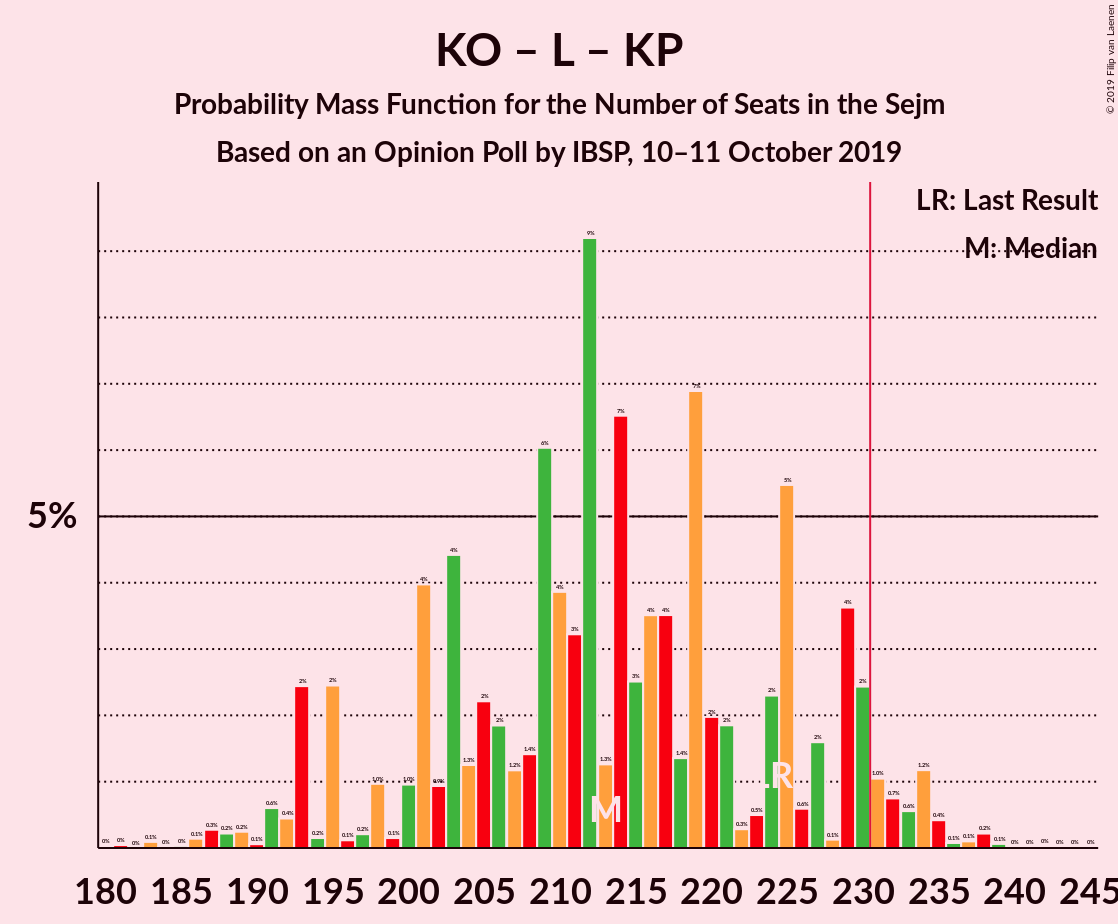 KO – L – KP
Probability Mass Function for the Number of Seats in the Sejm
Based on an Opinion Poll by IBSP, 10–11 October 2019
© 2019 Filip van Laenen
LR: Last Result
M: Median
5%
0% 0% 0% 0.1% 0% 0% 0.1% 0.3% 0.2% 0.2% 0.1% 0.6% 0.4% 2% 0.2% 2% 0.1% 0.2% 1.0% 0.1% 1.0% 4% 0.9% 4% 1.3% 2% 2% 1.2% 1.4% 6% 4% 3% 9% 1.3% 7% 3% 4% 4% 1.4% 7% 2% 2% 0.3% 0.5% 2% 5% 0.6% 2% 0.1% 4% 2% 1.0% 0.7% 0.6% 1.2% 0.4% 0.1% 0.1% 0.2% 0.1% 0% 0% 0% 0% 0% 0%
LR
M
180 185 190 195 200 205 210 215 220 225 230 235 240 245